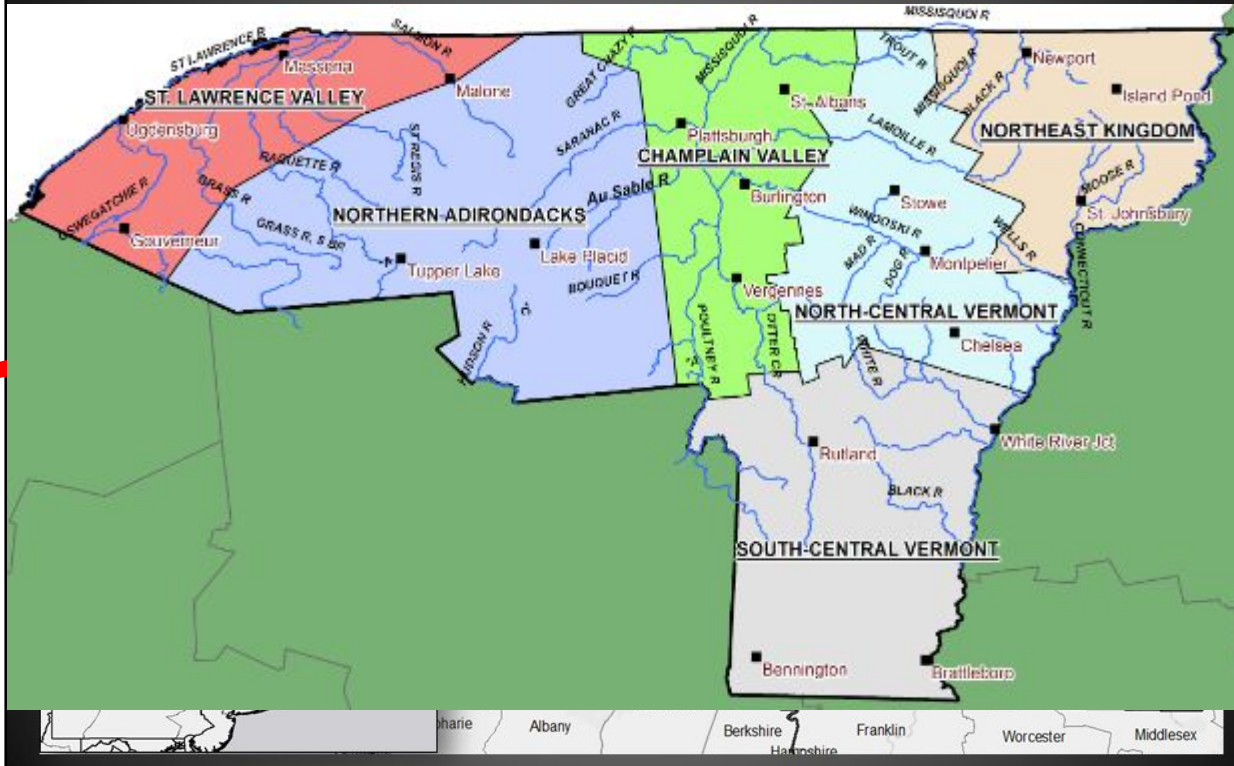 MISSISQUOI R
ST LAWRENCE R
SALMON R
MISSISQUOI R
TROUT R
Massena
Newport
Malone
GREAT CHAZY R
MISSISQUOI R
BLACK R
ST. LAWRENCE VALLEY
St. Albans
Island Pond
Ogdensburg
SARANAC R
Plattsburgh
LAMOILLE R
NORTHEAST KINGDOM
ST REGIS R
CHAMPLAIN VALLEY
RAQUETTE R
GRASS R
Au Sable R
Burlington
Stowe
MOOSE R
OSWEGATCHIE R
NORTHERN ADIRONDACKS
WINOOSKI R
St. Johnsbury
Gouverneur
GRASS R, S BR
MAD R
DOG R
WELLS R
Tupper Lake
Lake Placid
Montpelier
CONNECTICUT R
BOUQUET R
Vergennes
NORTH-CENTRAL VERMONT
HUDSON R
POULTNEY R
OTTER CR
WHITE R
Chelsea
White River Jct
Rutland
BLACK R
SOUTH-CENTRAL VERMONT
Bennington
Brattleboro
harie
Albany
Berkshire
Franklin
Worcester
Middlesex
Hampshire